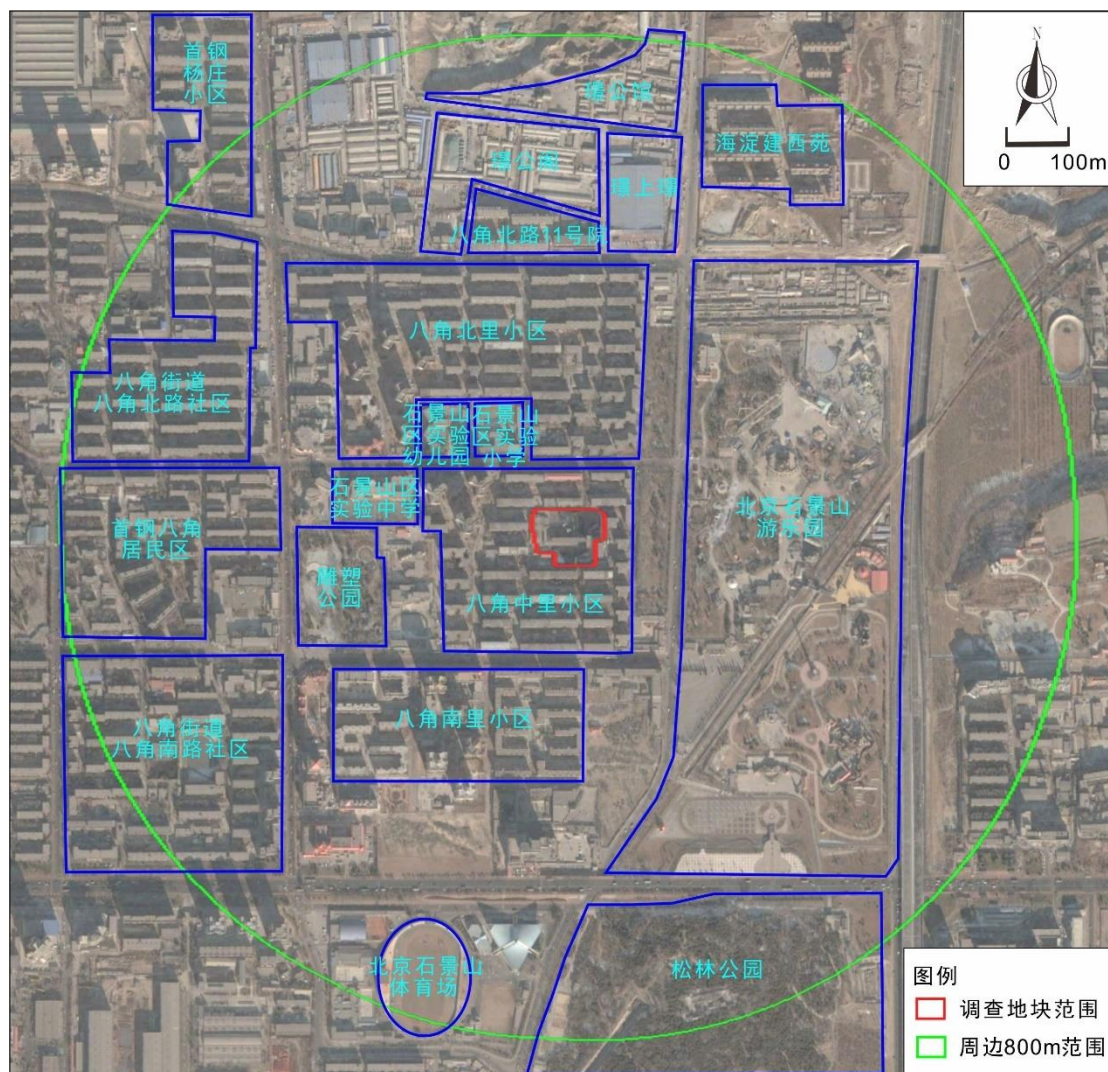 首钢
杨庄
小区
N
0 100m
海淀建西苑
八角北路11号院
八角北里小区
八角街道
八角北路社区
石景山
区实验
幼儿园
石景山
区实验
小学
石景山区
实验中学
北京石景山
游乐园
首钢八角
居民区
雕塑
公园
八角中里小区
八角南里小区
八角街道
八角南路社区
北京石景山
体育场
松林公园
图例
调查地块范围
周边800m范围